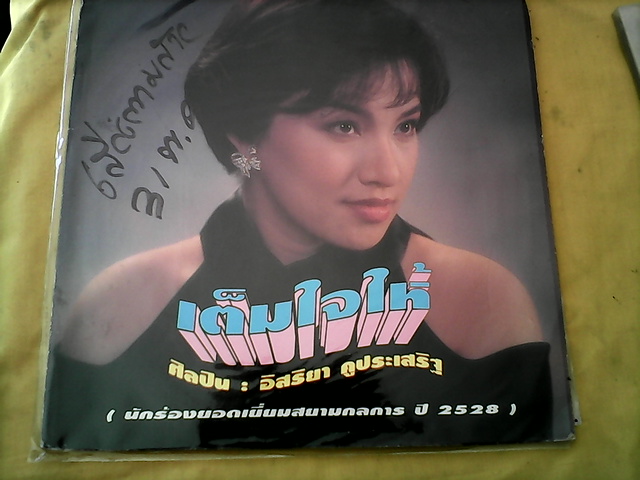 เต็มใจให้
ศิลปิน : อิสริยา คูประเสริฐ
( นักร่องยอดเยี่ยมสนามกลการ ปี 2528 )